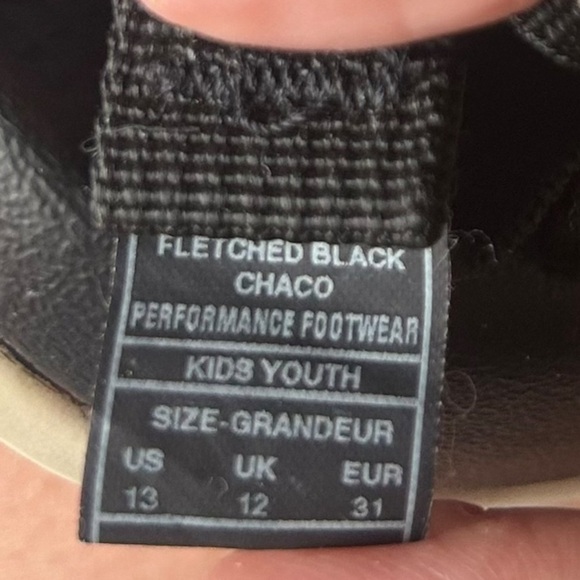 FLETCHED BLACK
CHACO
PERFORMANCE FOOTWEAR
KIDS YOUTH
SIZE-GRANDEUR
US UK EUR
13 12 31